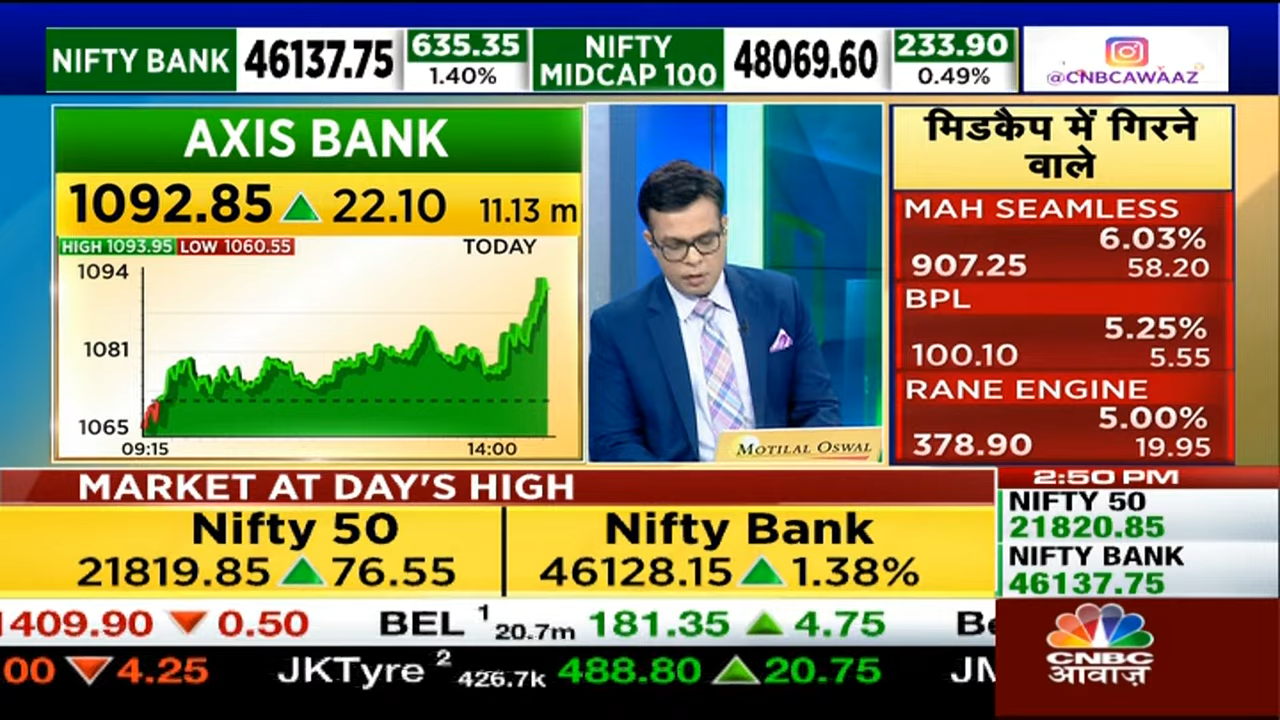 NIFTY BANK 46137.75 635.35 1.40%
NIFTY MIDCAP 100 48069.60 233.90 0.49%
@CNBCAWAAZ
AXIS BANK
1092.85 22.10 11.13 m
HIGH 1093.95 LOW 1060.55 TODAY
1094
1081
1065
09:15 14:00
MOTILAL OSWAL
मिडकैप में गिरने
वाले
MAH SEAMLESS
6.03%
907.25 58.20
BPL
5.25%
100.10 5.55
RANE ENGINE
5.00%
378.90 19.95
MARKET AT DAY'S HIGH
Nifty 50
21819.85 76.55
Nifty Bank
46128.15 1.38%
2:50 PM
NIFTY 50
21820.85
NIFTY BANK
46137.75
1409.90 0.50 BEL 1 20.7m 181.35 4.75 Be
00 4.25 JKTyre 2 426.7k 488.80 20.75 JM
CNBC
आवाज़